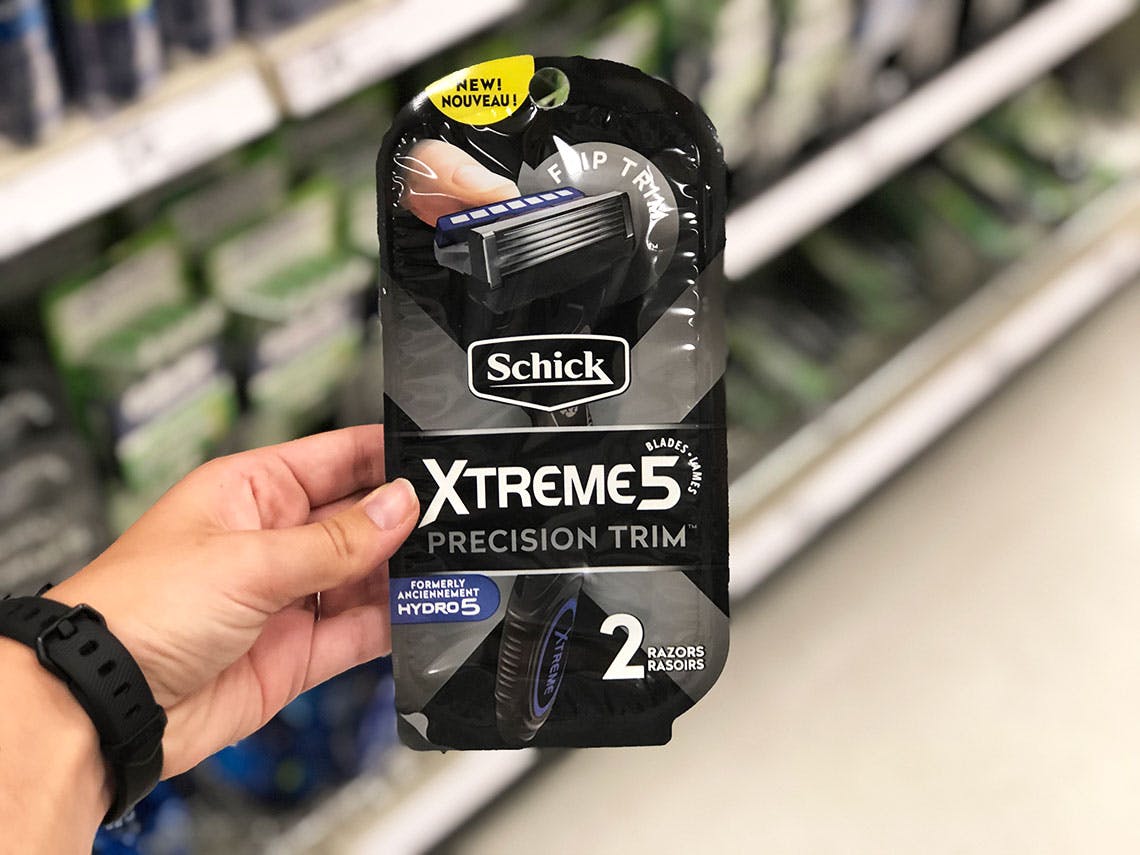 NEW!
NOUVEAU!
FLIP TRIM
Schick
XTREME5
BLADES•LAMES
PRECISION TRIM™
FORMERLY
ANCIENNEMENT
HYDRO5
XTREME
2
RAZORS
RASOIRS